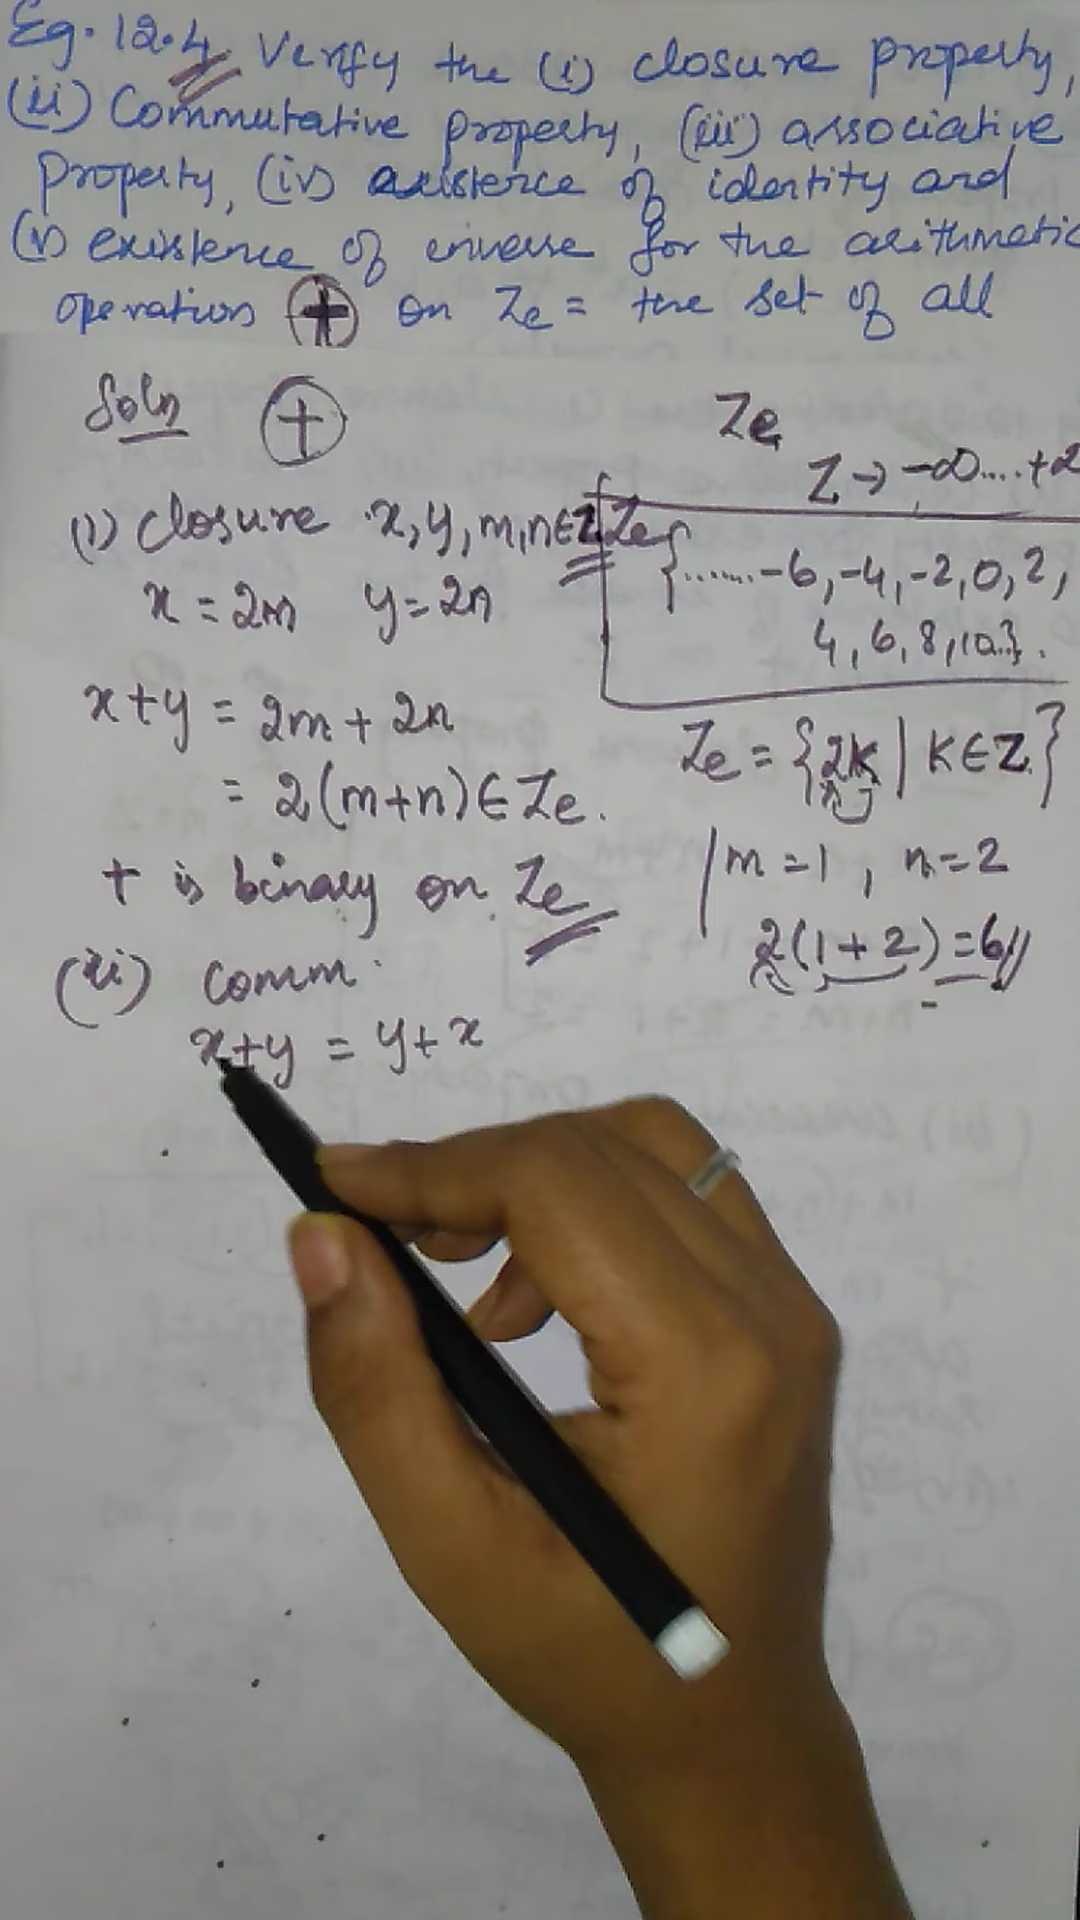 Eg. 12.4 Verify the (i) closure property,
(ii) Commutative property, (iii) associative
property, (iv) existence of identity and
(v) existence of inverse for the arithmetic
operation + on Ze = the set of all
Soln +
Ze
Z → -∞....+
(i) closure x, y, m, n ∈ Z Ze
{.......-6, -4, -2, 0, 2,
4, 6, 8, 10..}.
x = 2m y = 2n
x+y = 2m + 2n
= 2(m+n) ∈ Ze.
Ze = {2k | k ∈ Z}
m = 1, n = 2
2(1 + 2) = 6//
+ is binary on Ze
(ii) comm.
x+y = y+x